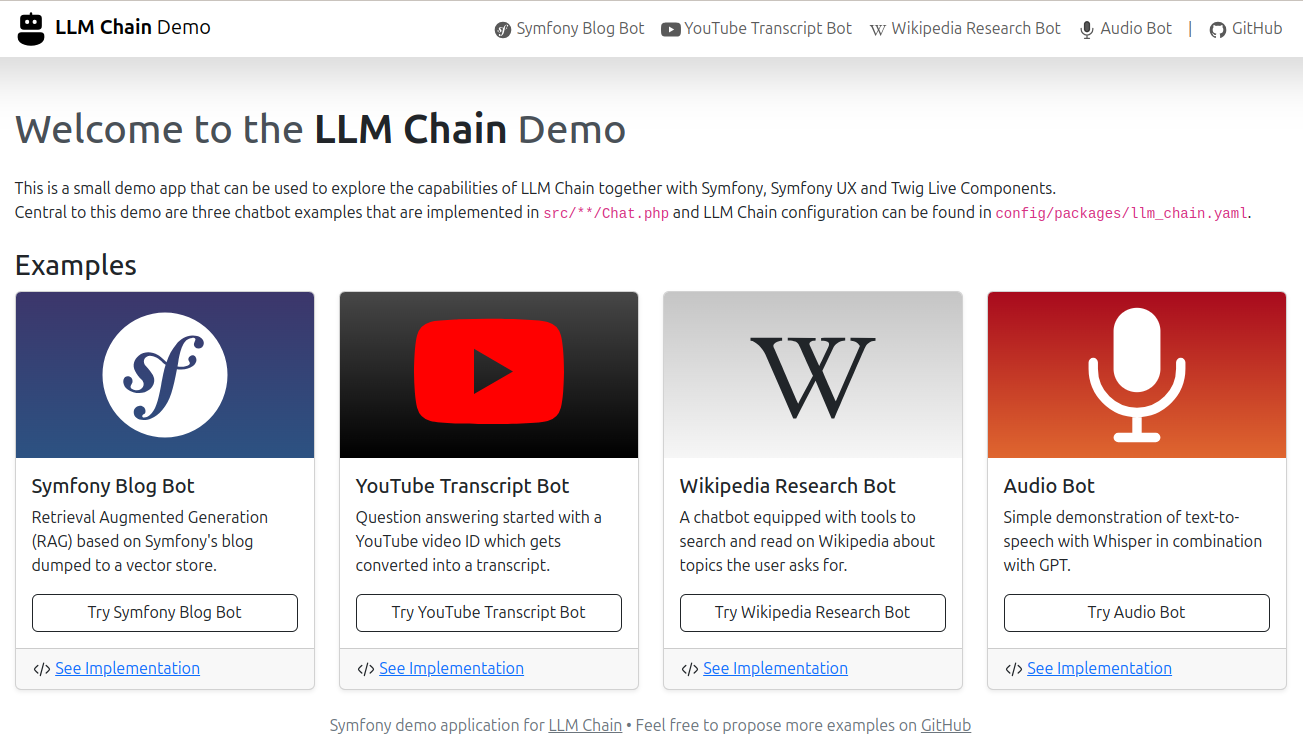 LLM Chain Demo
Symfony Blog Bot YouTube Transcript Bot Wikipedia Research Bot Audio Bot | GitHub
Welcome to the LLM Chain Demo
This is a small demo app that can be used to explore the capabilities of LLM Chain together with Symfony, Symfony UX and Twig Live Components.
Central to this demo are three chatbot examples that are implemented in src/**/Chat.php and LLM Chain configuration can be found in config/packages/llm_chain.yaml.
Examples
sf
Symfony Blog Bot
Retrieval Augmented Generation
(RAG) based on Symfony's blog
dumped to a vector store.
Try Symfony Blog Bot
</> See Implementation
YouTube Transcript Bot
Question answering started with a
YouTube video ID which gets
converted into a transcript.
Try YouTube Transcript Bot
</> See Implementation
W
Wikipedia Research Bot
A chatbot equipped with tools to
search and read on Wikipedia about
topics the user asks for.
Try Wikipedia Research Bot
</> See Implementation
Audio Bot
Simple demonstration of text-to-
speech with Whisper in combination
with GPT.
Try Audio Bot
</> See Implementation
Symfony demo application for LLM Chain • Feel free to propose more examples on GitHub